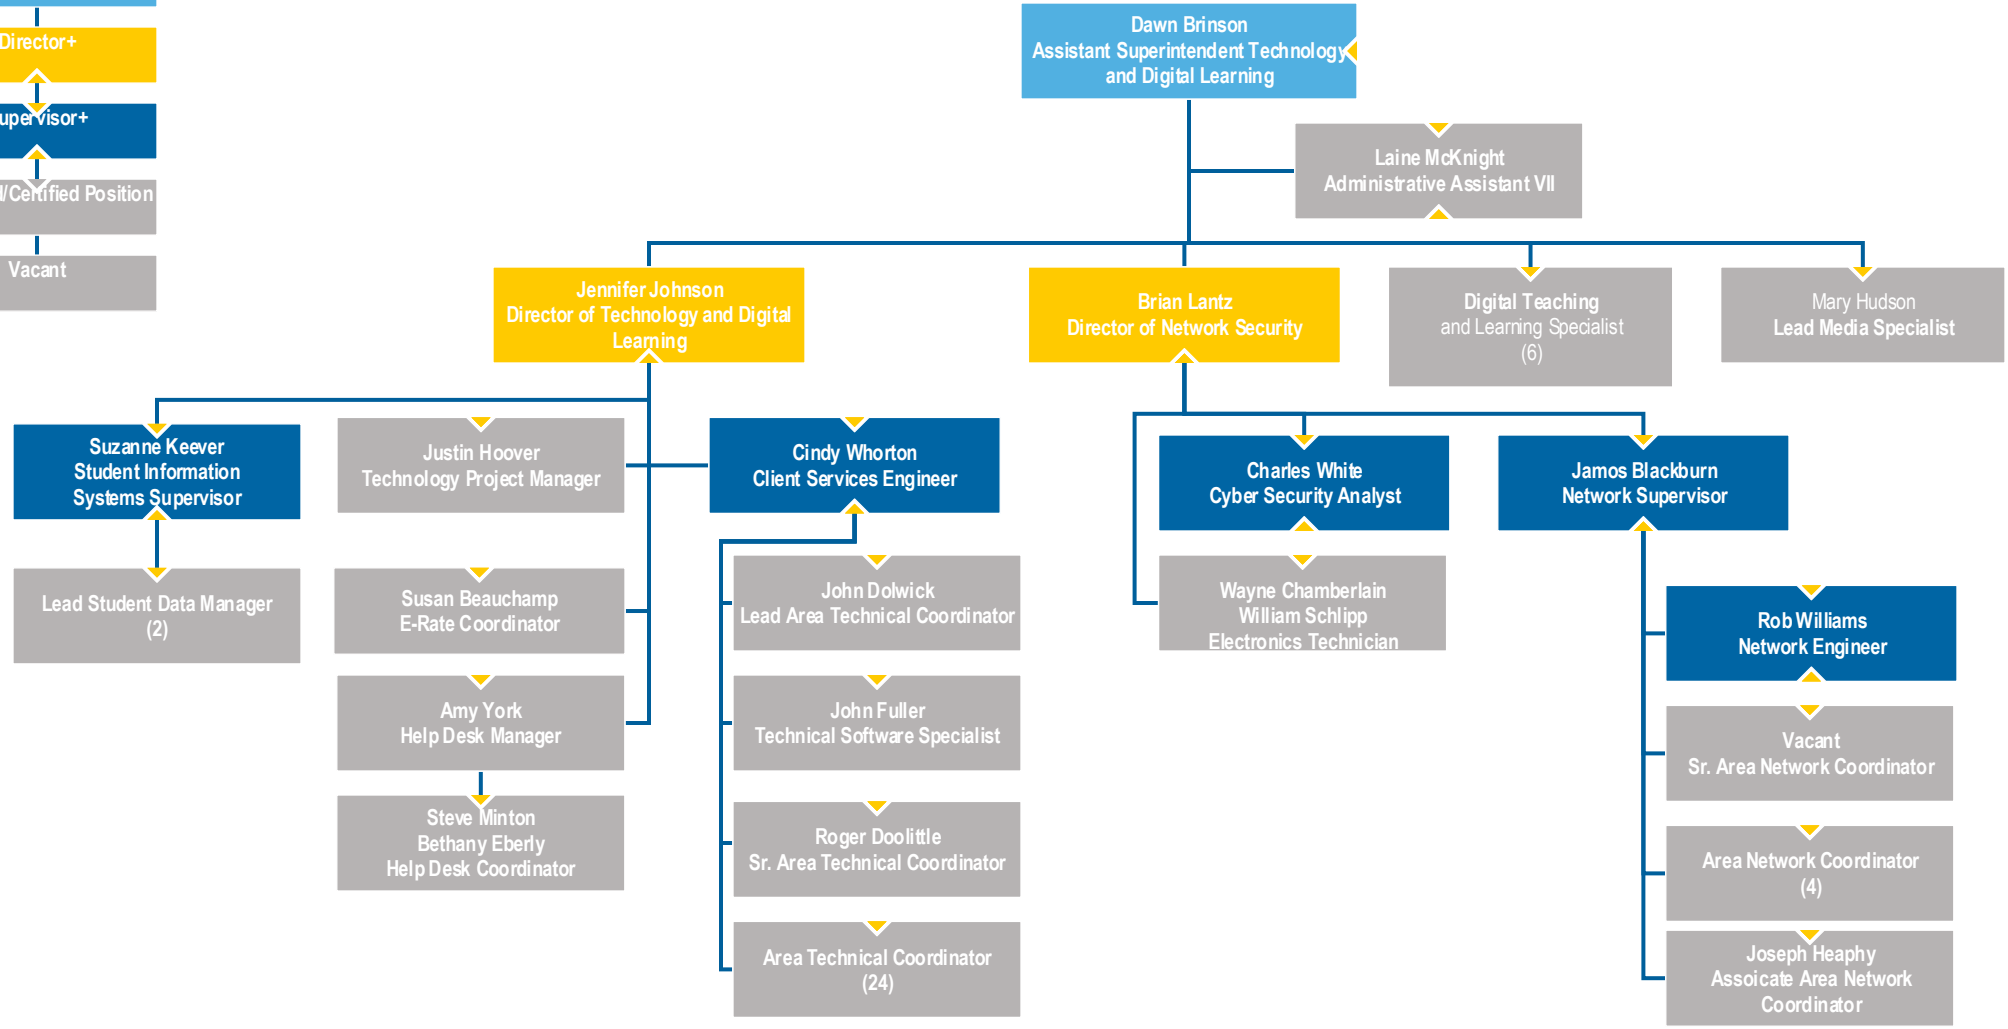 Director+
upervisor+
/Certified Position
Vacant
Dawn Brinson
Assistant Superintendent Technology
and Digital Learning
Laine McKnight
Administrative Assistant VII
Jennifer Johnson
Director of Technology and Digital
Learning
Brian Lantz
Director of Network Security
Digital Teaching
and Learning Specialist
(6)
Mary Hudson
Lead Media Specialist
Suzanne Keever
Student Information
Systems Supervisor
Justin Hoover
Technology Project Manager
Cindy Whorton
Client Services Engineer
Charles White
Cyber Security Analyst
Jamos Blackburn
Network Supervisor
Lead Student Data Manager
(2)
Susan Beauchamp
E-Rate Coordinator
John Dolwick
Lead Area Technical Coordinator
Wayne Chamberlain
William Schlipp
Electronics Technician
Rob Williams
Network Engineer
Amy York
Help Desk Manager
John Fuller
Technical Software Specialist
Vacant
Sr. Area Network Coordinator
Steve Minton
Bethany Eberly
Help Desk Coordinator
Roger Doolittle
Sr. Area Technical Coordinator
Area Network Coordinator
(4)
Area Technical Coordinator
(24)
Joseph Heaphy
Assoicate Area Network
Coordinator